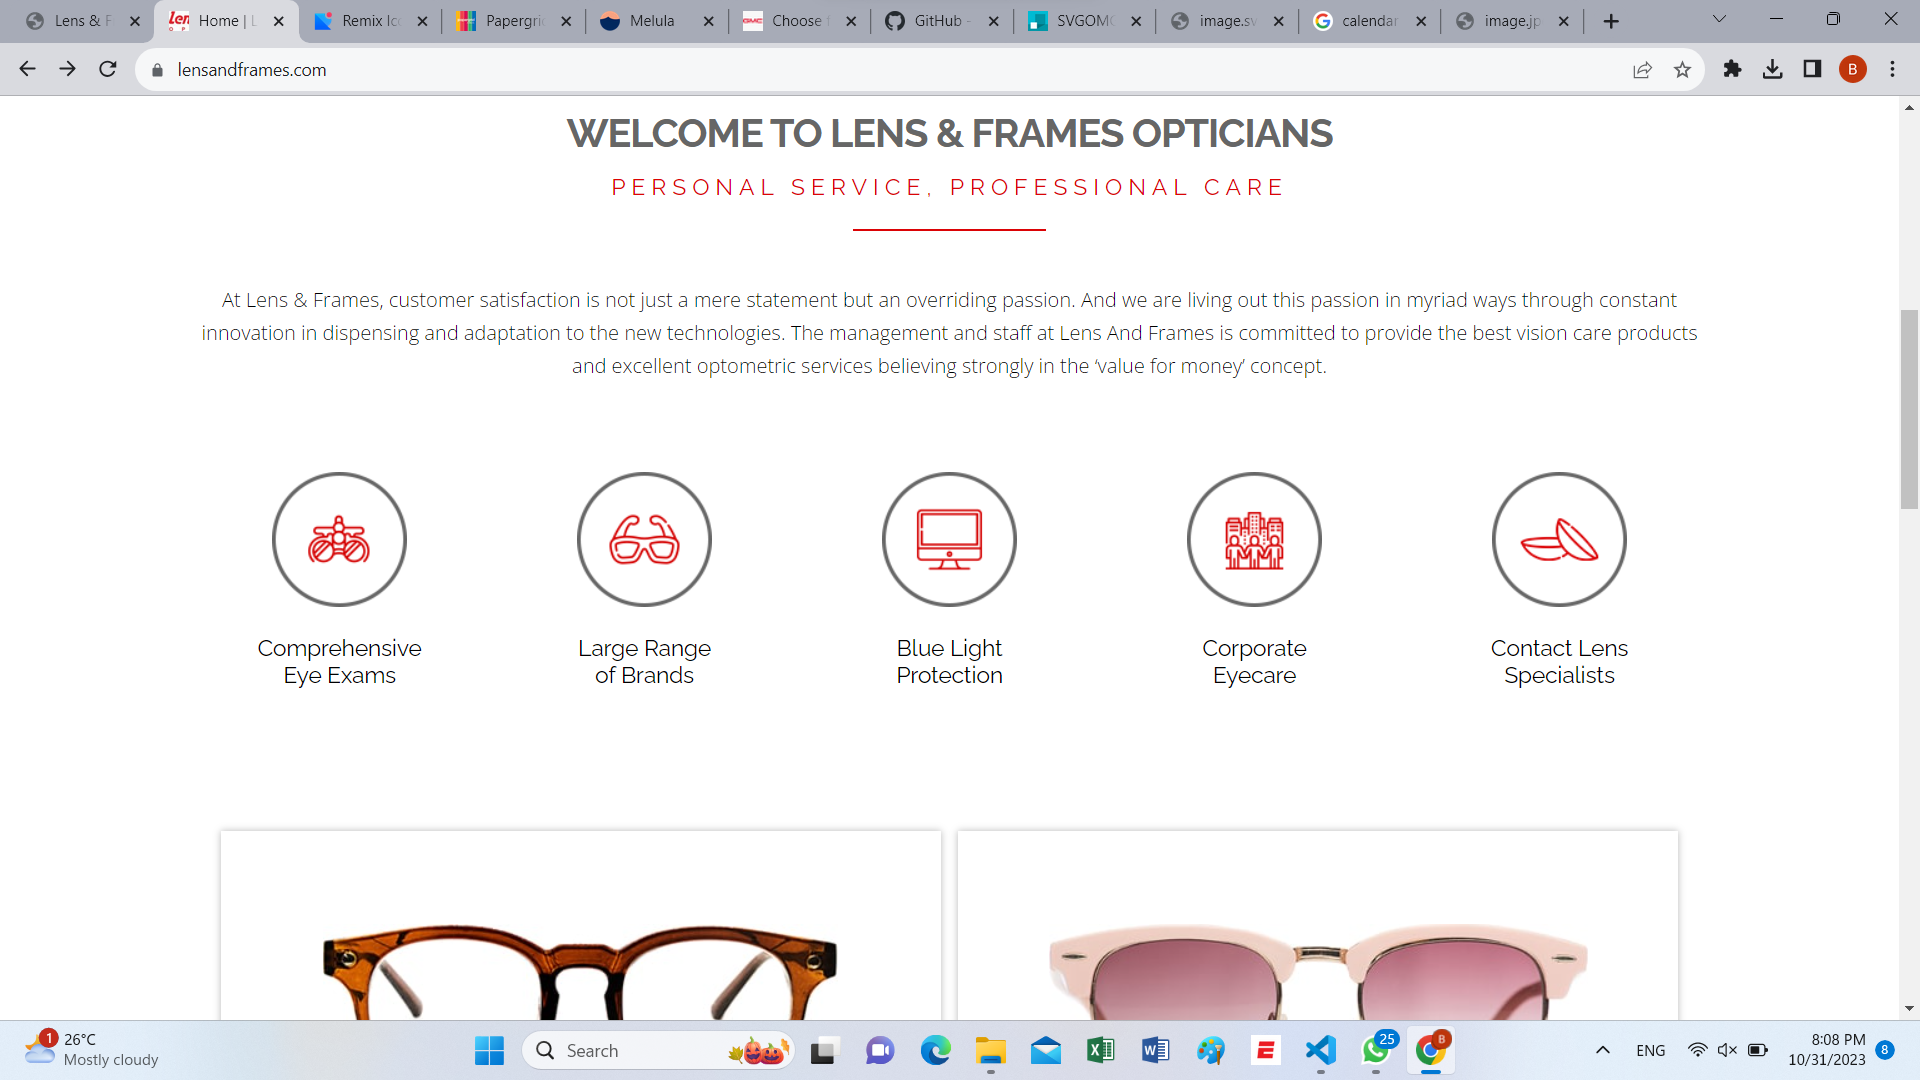 Lens & F
Home | L
Remix Ico
Papergri
Melula
GMC
Choose
GitHub -
SVGOMG
image.sv
calendar
image.jp
lensandframes.com
B
WELCOME TO LENS & FRAMES OPTICIANS
PERSONAL SERVICE, PROFESSIONAL CARE
At Lens & Frames, customer satisfaction is not just a mere statement but an overriding passion. And we are living out this passion in myriad ways through constant
innovation in dispensing and adaptation to the new technologies. The management and staff at Lens And Frames is committed to provide the best vision care products
and excellent optometric services believing strongly in the ‘value for money’ concept.
Comprehensive
Eye Exams
Large Range
of Brands
Blue Light
Protection
Corporate
Eyecare
Contact Lens
Specialists
1
26°C
Mostly cloudy
Search
25
B
ENG
8:08 PM
10/31/2023
8